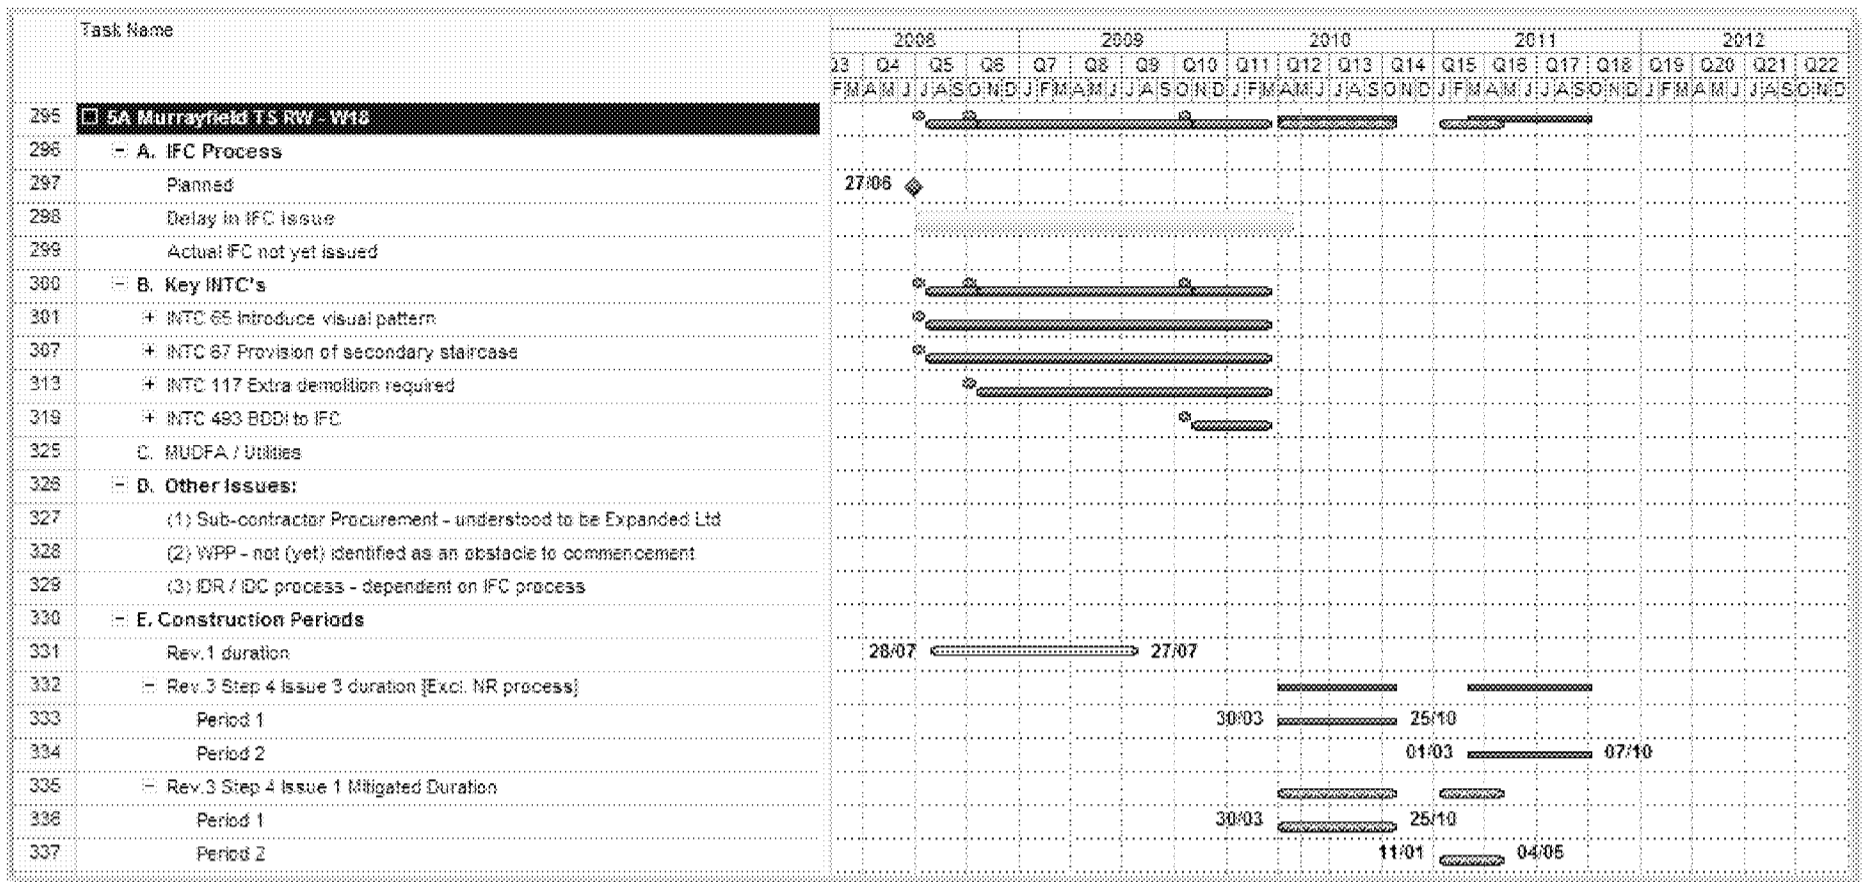 Task Name
2008 2009 2010 2011 2012
Q3 Q4 Q5 Q6 Q7 Q8 Q9 Q10 Q11 Q12 Q13 Q14 Q15 Q16 Q17 Q18 Q19 Q20 Q21 Q22
F M A M J J A S O N D J F M A M J J A S O N D J F M A M J J A S O N D J F M A M J J A S O N D J F M A M J J A S O N D
295 5A Murrayfield TS RW - W18
296 - A. IFC Process
297 Planned 27/06
298 Delay in IFC issue
299 Actual IFC not yet issued
300 - B. Key INTC's
301 + INTC 65 Introduce visual pattern
307 + INTC 67 Provision of secondary staircase
313 + INTC 117 Extra demolition required
319 + INTC 493 BDDI to IFC
325 C. MUDFA / Utilities
326 - D. Other Issues:
327 (1) Sub-contractor Procurement - understood to be Expanded Ltd
328 (2) WPP - not (yet) identified as an obstacle to commencement
329 (3) IDR / IDC process - dependent on IFC process
330 - E. Construction Periods
331 Rev.1 duration 28/07 27/07
332 - Rev.3 Step 4 Issue 3 duration [Excl. NR process]
333 Period 1 30/03 25/10
334 Period 2 01/03 07/10
335 - Rev.3 Step 4 Issue 1 Mitigated Duration
336 Period 1 30/03 25/10
337 Period 2 11/01 04/05